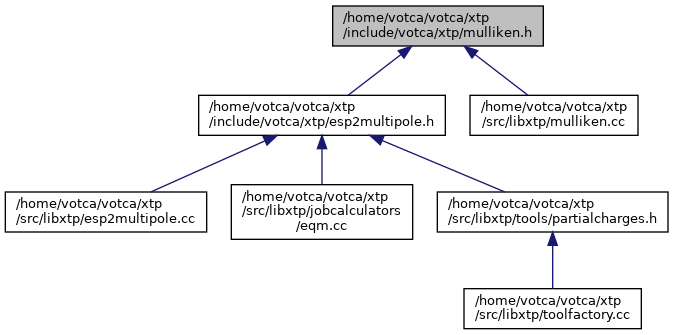 /home/votca/votca/xtp
/include/votca/xtp/mulliken.h
/home/votca/votca/xtp
/include/votca/xtp/esp2multipole.h
/home/votca/votca/xtp
/src/libxtp/mulliken.cc
/home/votca/votca/xtp
/src/libxtp/esp2multipole.cc
/home/votca/votca/xtp
/src/libxtp/jobcalculators
/eqm.cc
/home/votca/votca/xtp
/src/libxtp/tools/partialcharges.h
/home/votca/votca/xtp
/src/libxtp/toolfactory.cc